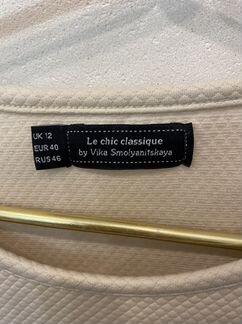 UK 12
EUR 40
RUS 46
Le chic classique
by Vika Smolyanitskaya